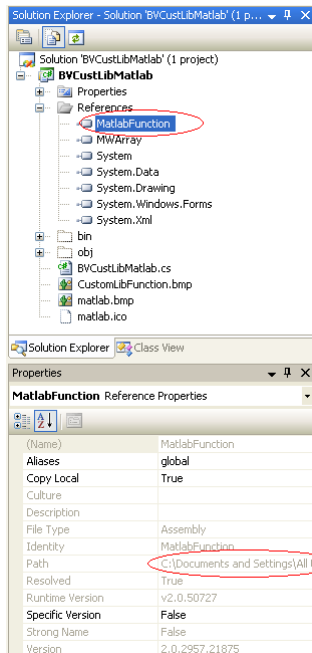 Solution Explorer - Solution 'BVCustLibMatlab' (1 p...
Solution 'BVCustLibMatlab' (1 project)
BVCustLibMatlab
Properties
References
MatlabFunction
MWArray
System
System.Data
System.Drawing
System.Windows.Forms
System.Xml
bin
obj
BVCustLibMatlab.cs
CustomLibFunction.bmp
matlab.bmp
matlab.ico
Solution Explorer Class View
Properties
MatlabFunction Reference Properties
(Name) MatlabFunction
Aliases global
Copy Local True
Culture
Description
File Type Assembly
Identity MatlabFunction
Path C:\Documents and Settings\All
Resolved True
Runtime Version v2.0.50727
Specific Version False
Strong Name False
Version 2.0.2957.21875